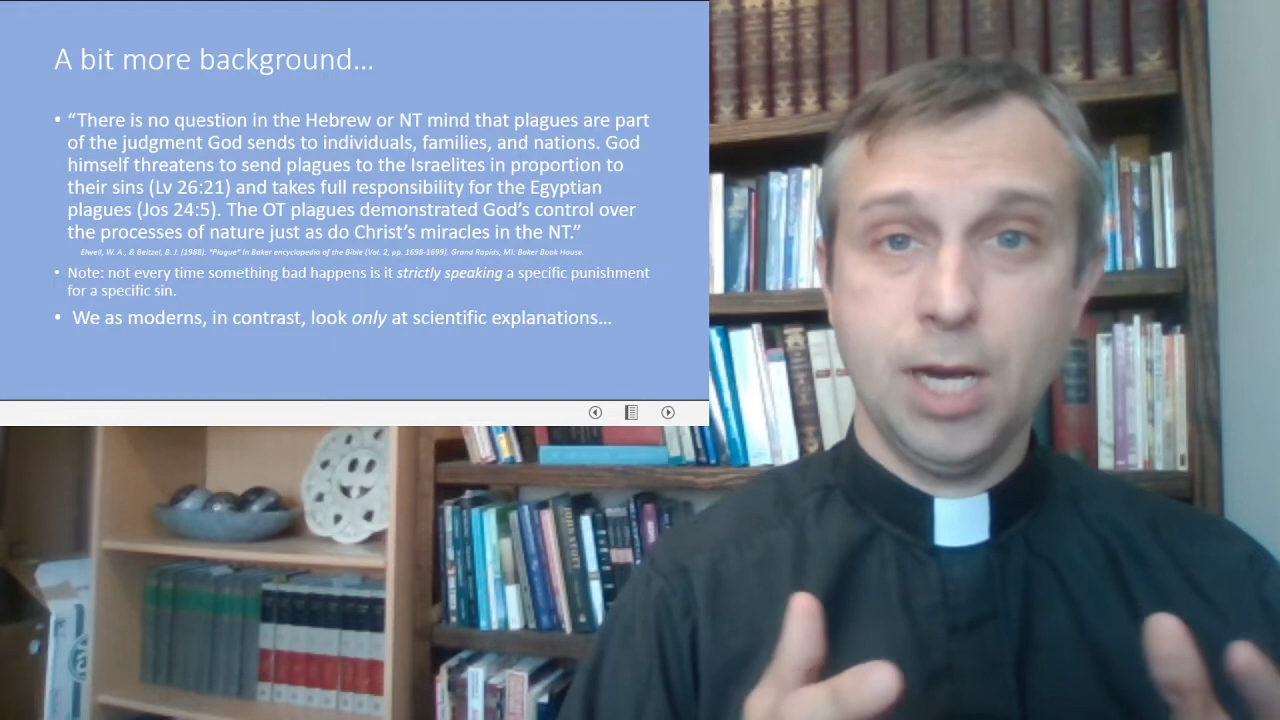 A bit more background...
• "There is no question in the Hebrew or NT mind that plagues are part
of the judgment God sends to individuals, families, and nations. God
himself threatens to send plagues to the Israelites in proportion to
their sins (Lv 26:21) and takes full responsibility for the Egyptian
plagues (Jos 24:5). The OT plagues demonstrated God's control over
the processes of nature just as do Christ's miracles in the NT."
Elwell, W. A., & Beitzel, B. J. (1988). "Plague" In Baker encyclopedia of the Bible (Vol. 2, pp. 1698-1699). Grand Rapids, MI: Baker Book House.
• Note: not every time something bad happens is it strictly speaking a specific punishment
for a specific sin.
• We as moderns, in contrast, look only at scientific explanations...
JOHN STOTT